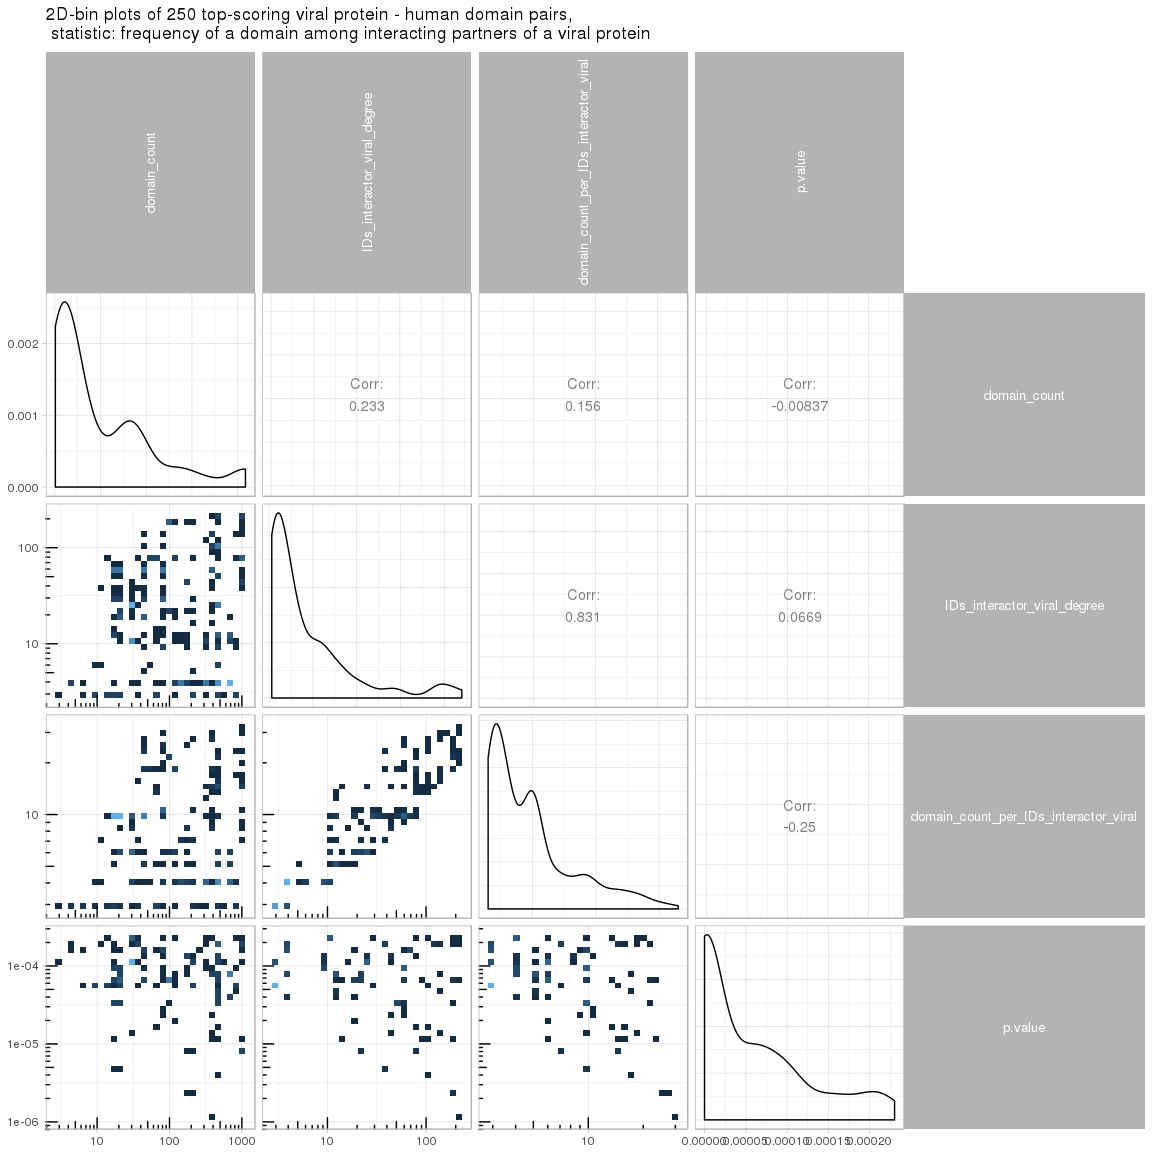 2D-bin plots of 250 top-scoring viral protein - human domain pairs,
statistic: frequency of a domain among interacting partners of a viral protein
domain_count
IDs_interactor_viral_degree
domain_count_per_IDs_interactor_viral
p.value
0.002
0.001
0.000
Corr:
0.233
Corr:
0.156
Corr:
-0.00837
domain_count
100
10
Corr:
0.831
Corr:
0.0669
IDs_interactor_viral_degree
10
Corr:
-0.25
domain_count_per_IDs_interactor_viral
1e-04
1e-05
1e-06
p.value
10 100 1000
10 100
10
0.00000 0.00005 0.00010 0.00015 0.00020